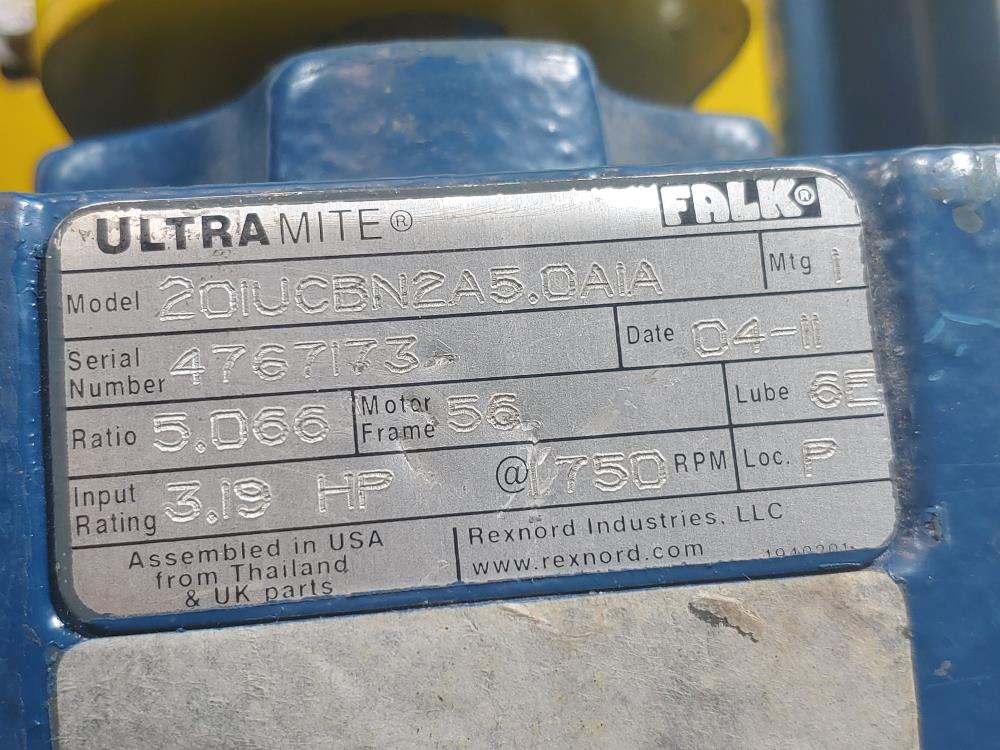 ULTRAMITE® FALK®
Model 201UCBN2A5.0A1A Mtg 1
Serial Number 4767173 Date 04-11
Ratio 5.066 Motor Frame 56 Lube 6E
Input Rating 3.19 HP @1750 RPM Loc. P
Assembled in USA
from Thailand
& UK parts
Rexnord Industries, LLC
www.rexnord.com